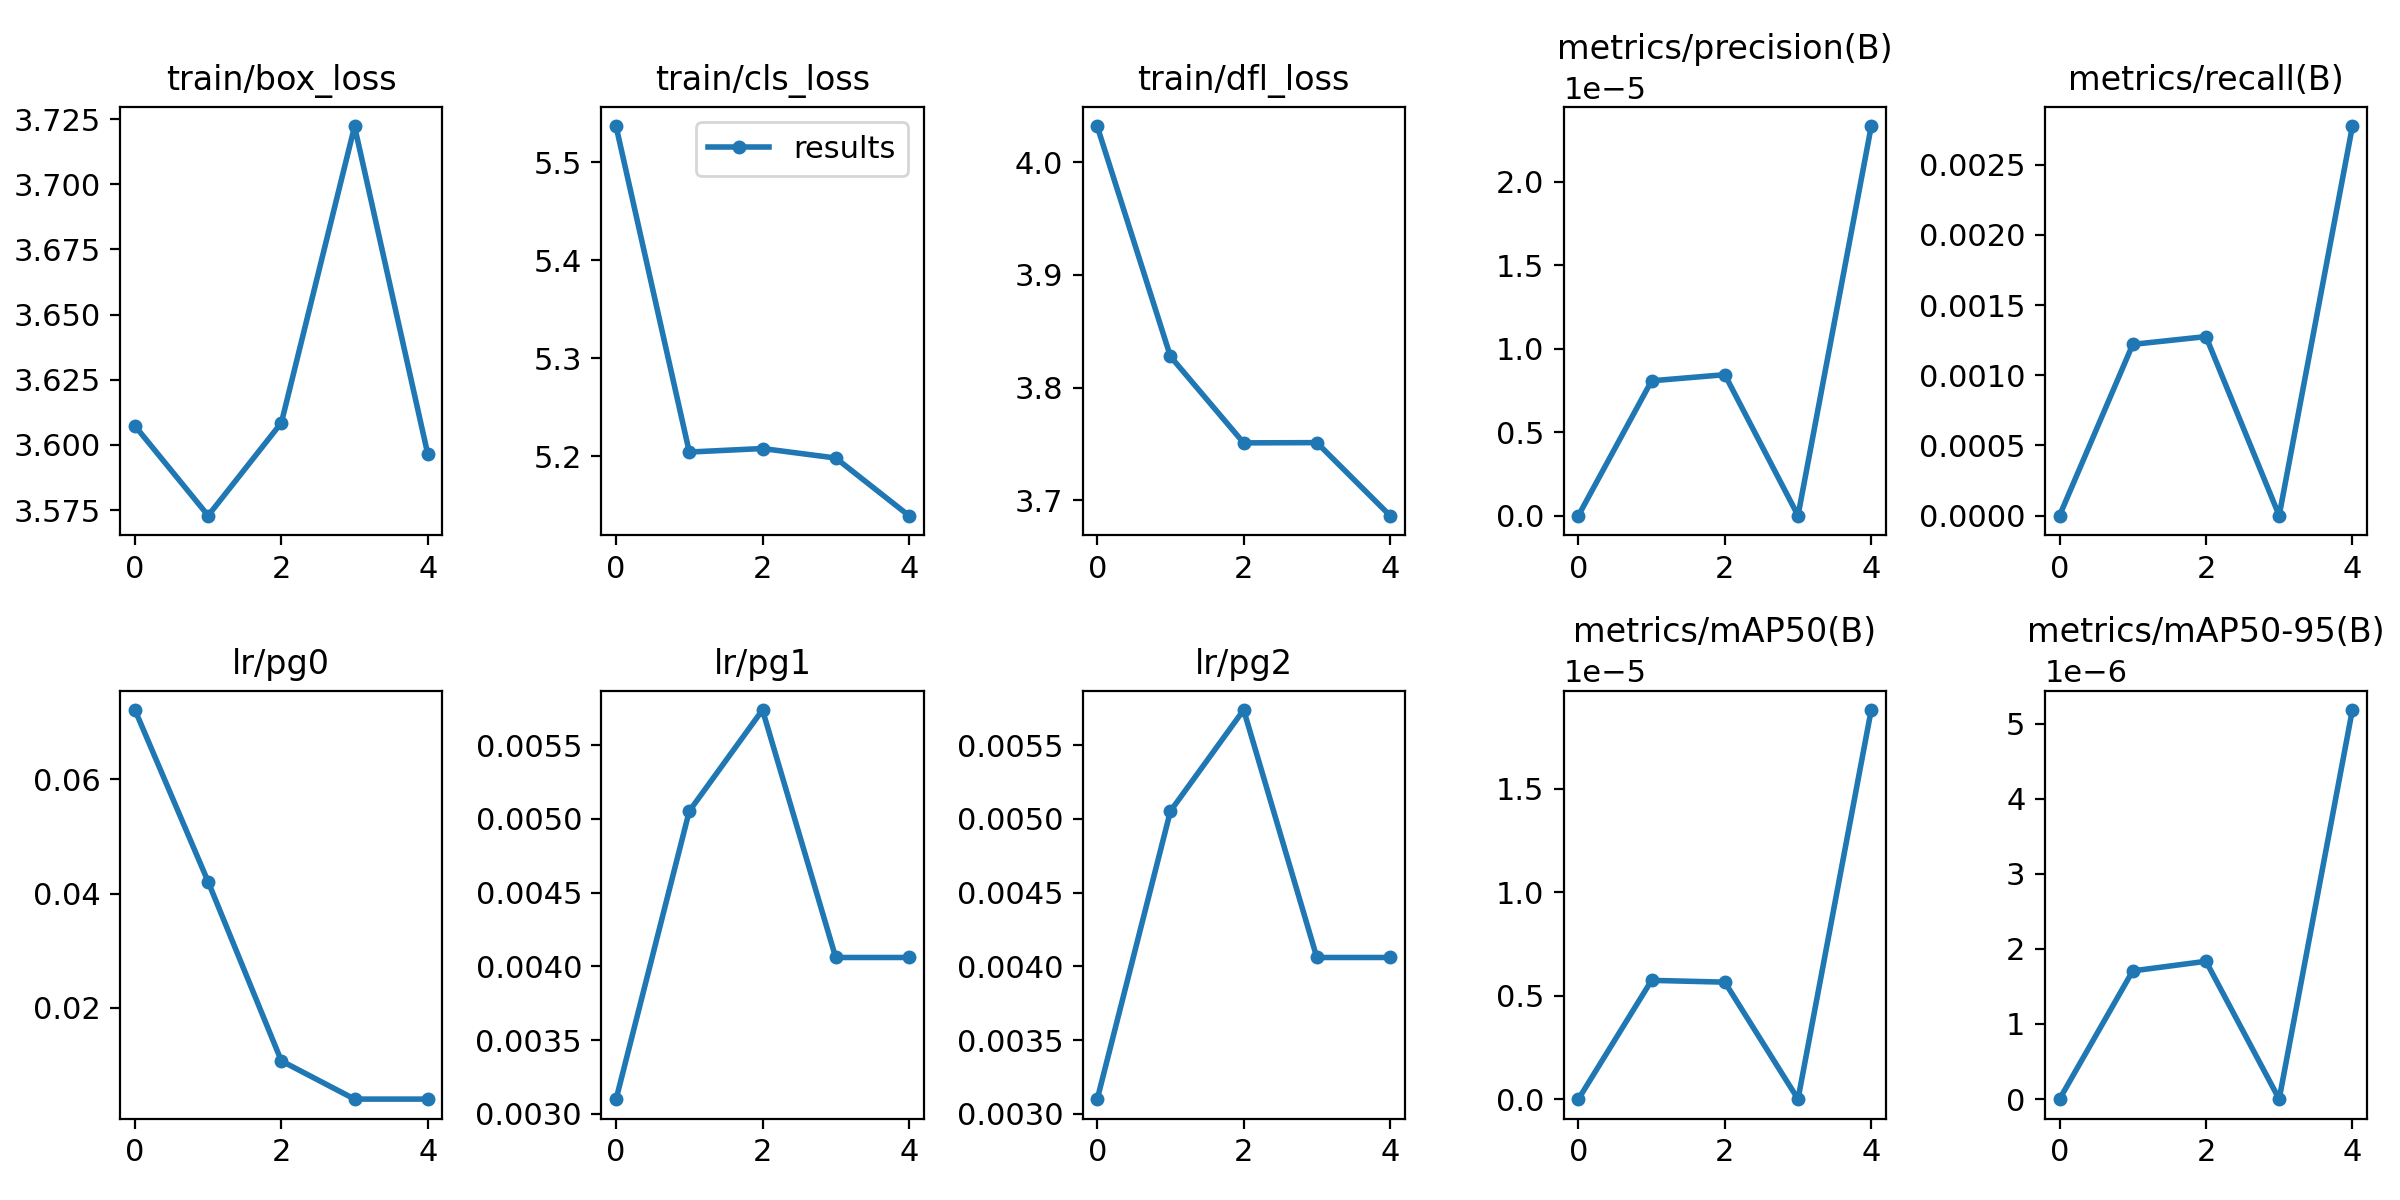 train/box_loss
3.725
3.700
3.675
3.650
3.625
3.600
3.575
0 2 4
train/cls_loss
results
5.5
5.4
5.3
5.2
0 2 4
train/dfl_loss
4.0
3.9
3.8
3.7
0 2 4
metrics/precision(B)
1e−5
2.0
1.5
1.0
0.5
0.0
0 2 4
metrics/recall(B)
0.0025
0.0020
0.0015
0.0010
0.0005
0.0000
0 2 4
lr/pg0
0.06
0.04
0.02
0 2 4
lr/pg1
0.0055
0.0050
0.0045
0.0040
0.0035
0.0030
0 2 4
lr/pg2
0.0055
0.0050
0.0045
0.0040
0.0035
0.0030
0 2 4
metrics/mAP50(B)
1e−5
1.5
1.0
0.5
0.0
0 2 4
metrics/mAP50-95(B)
1e−6
5
4
3
2
1
0
0 2 4